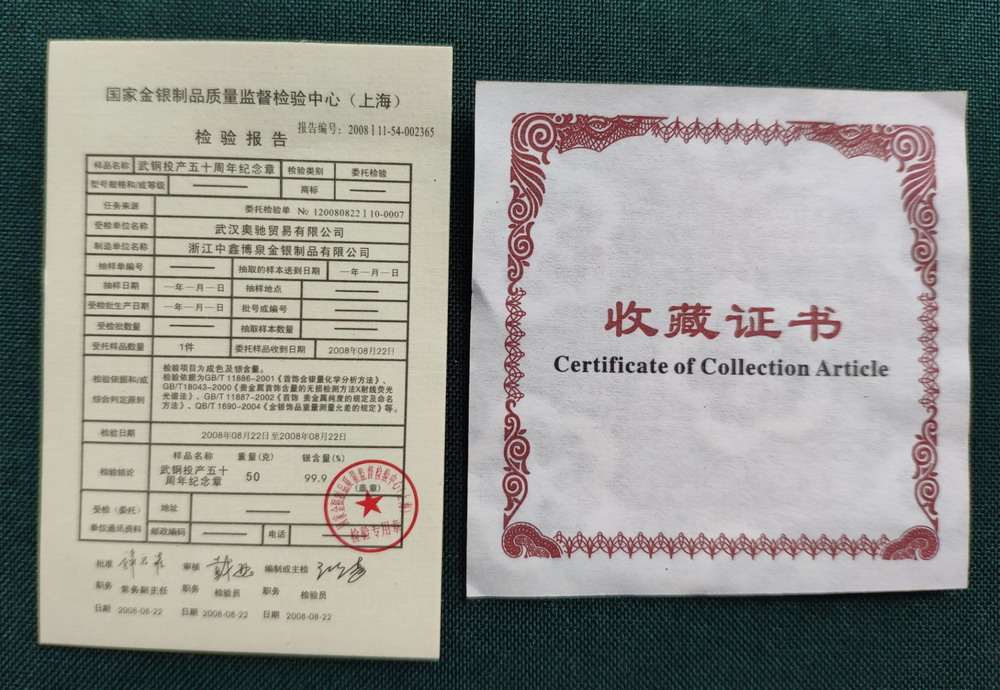 国家金银制品质量监督检验中心（上海）
检验报告
报告编号：2008 I 11-54-002365
样品名称 武钢投产五十周年纪念章 检验类别 委托检验
型号规格和/或等级 —— 商标 ——
任务来源 委托检验单 № 120080822 I 10-0007
受检单位名称 武汉奥驰贸易有限公司
制造单位名称 浙江中鑫博泉金银制品有限公司
抽样单编号 —— 抽取的样本送到日期 —年—月—日
抽样日期 —年—月—日 抽样地点 ——
受检批生产日期 —年—月—日 批号或编号 ——
受检批数量 —— 抽取样本数量 ——
受托样品数量 1件 委托样品收到日期 2008年08月22日
检验依据和/或综合判定原则
检验项目为成色及银含量。
检验依据为GB/T 11886-2001《首饰含银量化学分析方法》、
GB/T18043-2000《贵金属首饰含量的无损检测方法X射线荧光
光谱法》、GB/T 11887-2002《首饰 贵金属纯度的规定及命名
方法》、QB/T 1690-2004《金银饰品重量测量允差的规定》等。
检验日期 2008年08月22日至2008年08月22日
检验结论
样品名称 重量(克) 银含量(%)
武钢投产五十
周年纪念章 50 99.9
(盖章)
检验专用章
受检（委托）
单位通讯资料
地址 ——
邮政编码 —— 电话
批准 审核 编制或主检
职务 常务副主任 职务 检验员 职务 检验员
日期 2008-08-22 日期 2008-08-22 日期 2008-08-22
收藏证书
Certificate of Collection Article